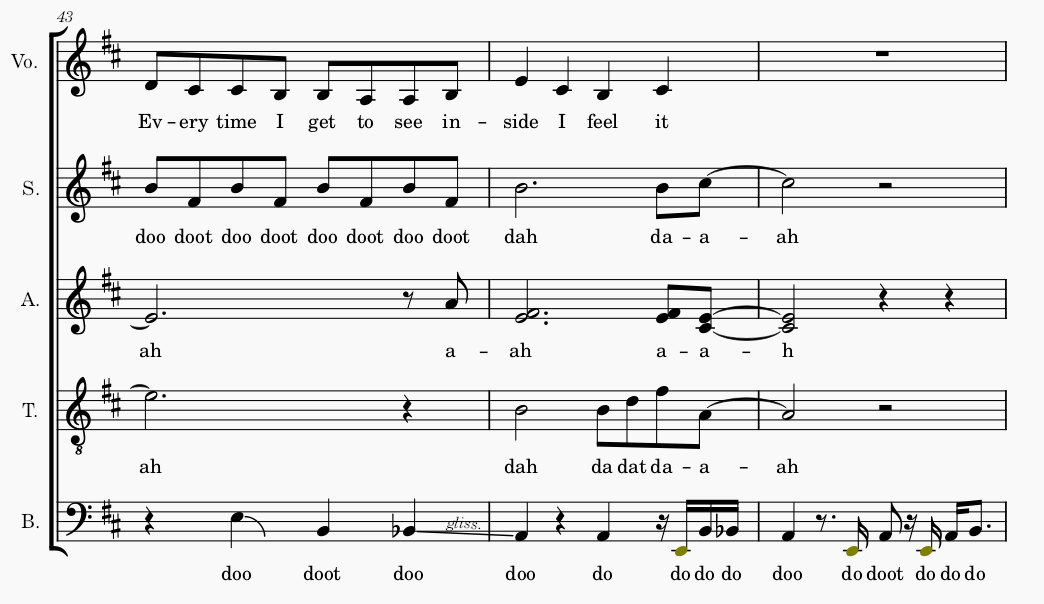 43
Vo.
Ev – ery time I get to see in – side I feel it
S.
doo doot doo doot doo doot doo doot dah da – a – ah
A.
ah a – ah a – a – h
T.
ah dah da dat da – a – ah
B.
gliss.
doo doot doo doo do do do do doo do doot do do do